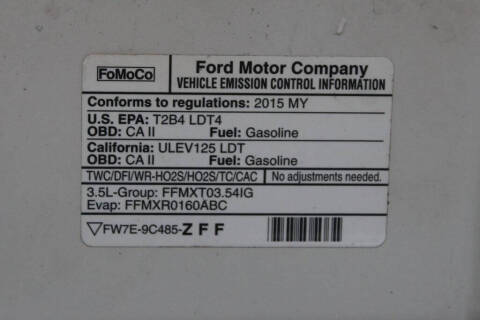 FoMoCo
Ford Motor Company
VEHICLE EMISSION CONTROL INFORMATION
Conforms to regulations: 2015 MY
U.S. EPA: T2B4 LDT4
OBD: CA II Fuel: Gasoline
California: ULEV125 LDT
OBD: CA II Fuel: Gasoline
TWC/DFI/WR-HO2S/HO2S/TC/CAC No adjustments needed.
3.5L-Group: FFMXT03.54IG
Evap: FFMXR0160ABC
▽FW7E-9C485-ZFF